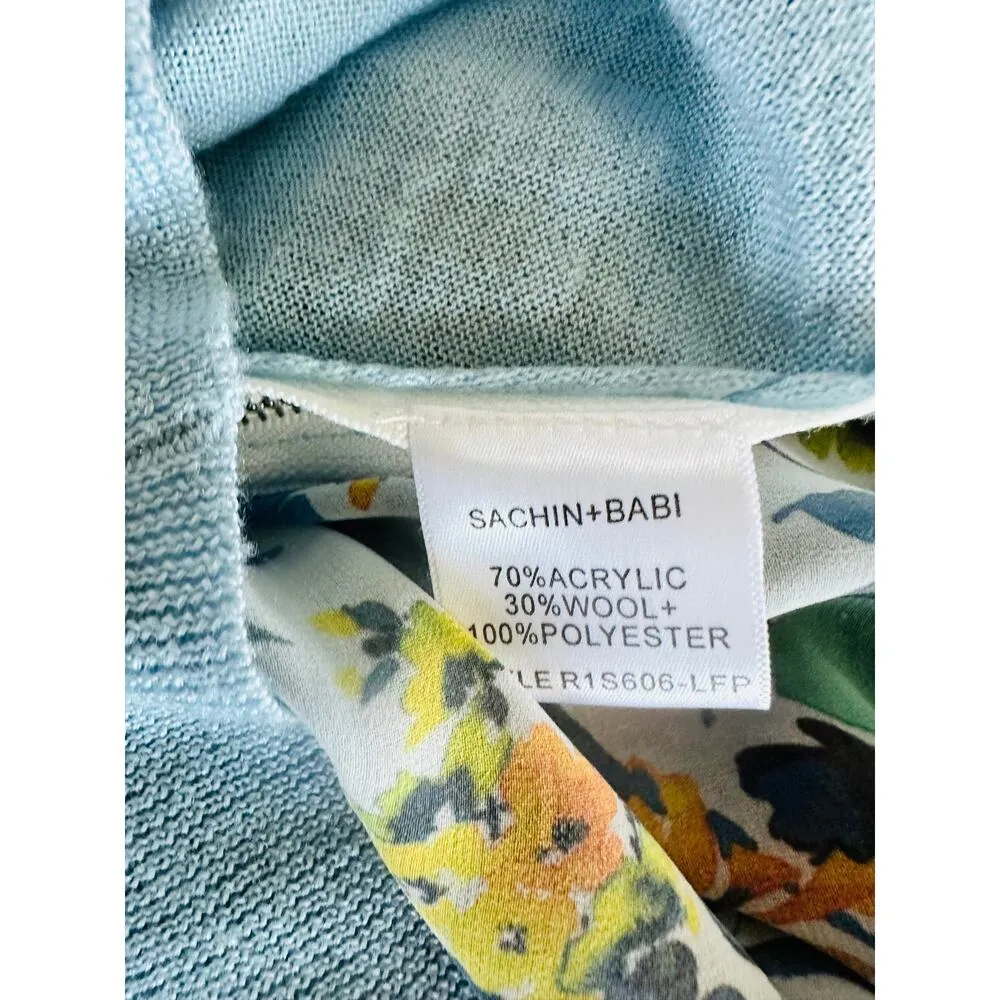 SACHIN+BABI
70%ACRYLIC
30%WOOL+
100%POLYESTER
R1S606-LFP